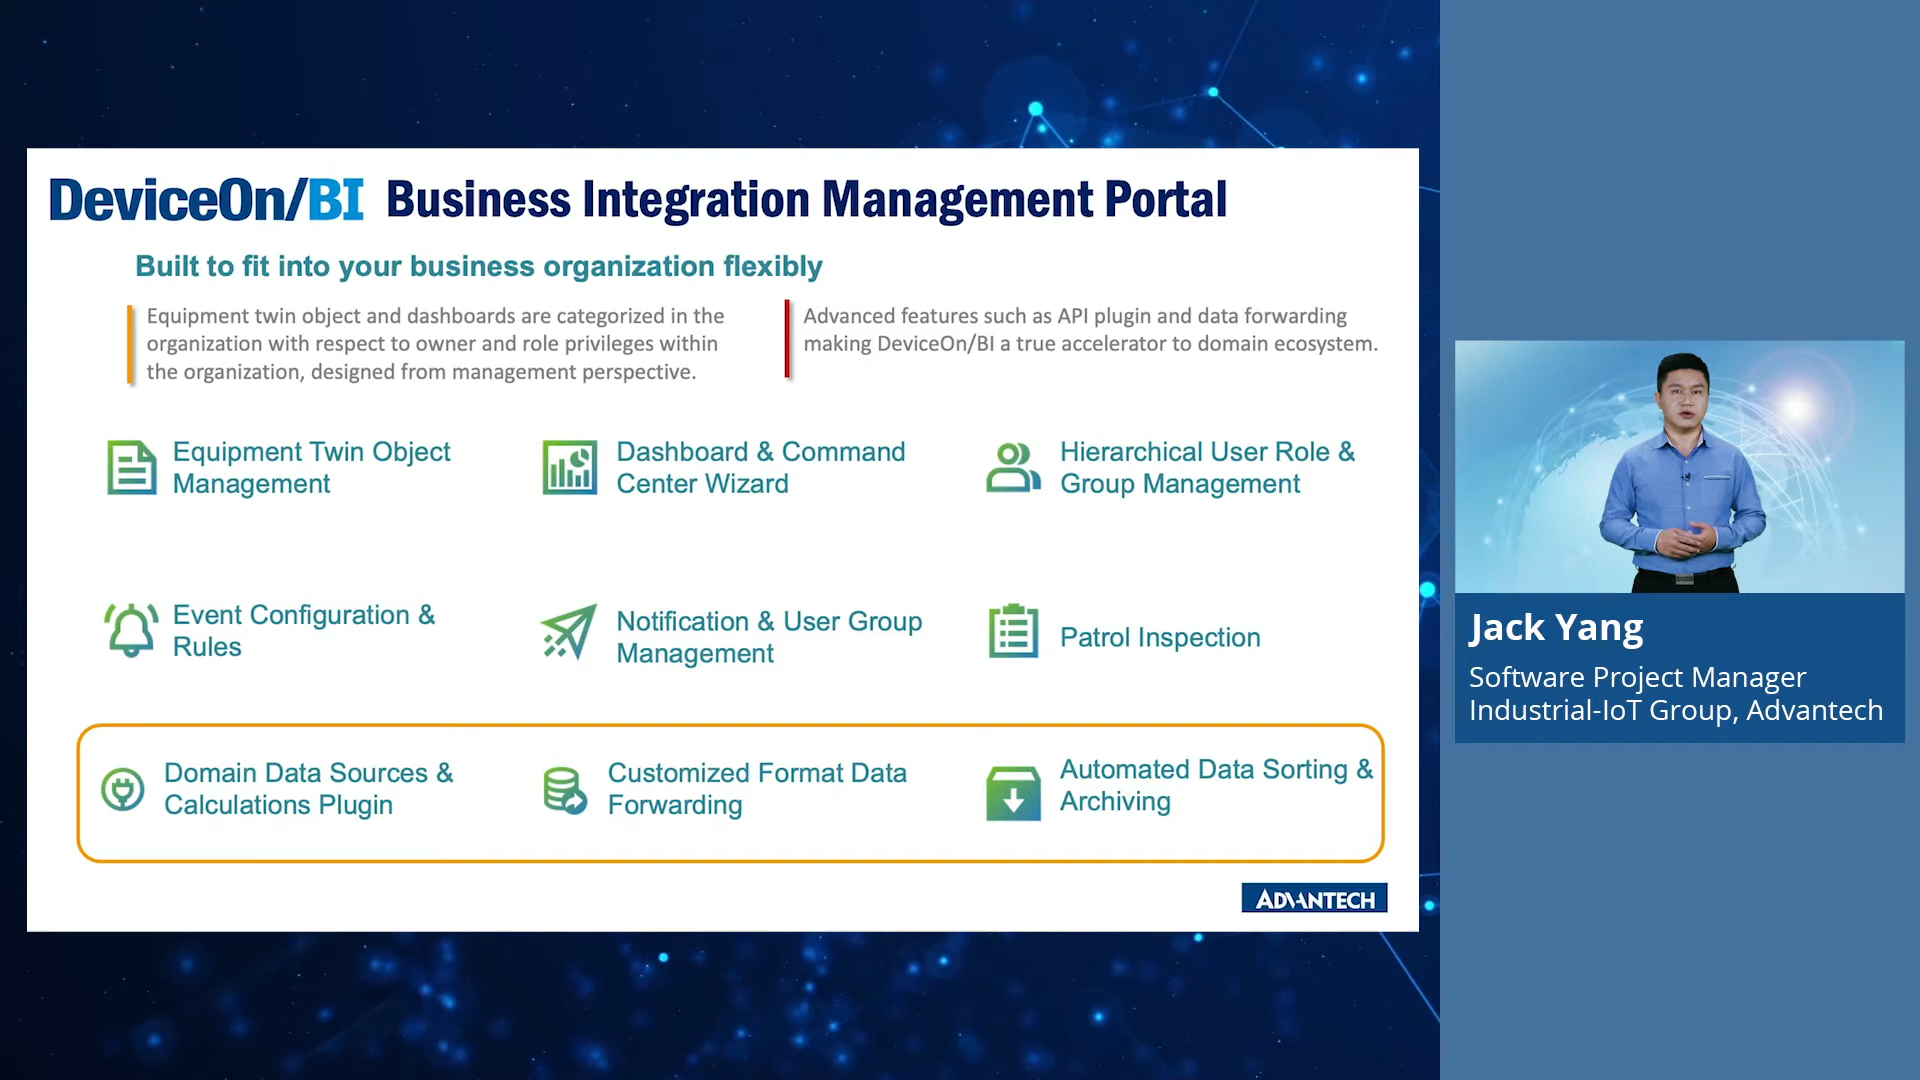 DeviceOn/BI Business Integration Management Portal
Built to fit into your business organization flexibly
Equipment twin object and dashboards are categorized in the
organization with respect to owner and role privileges within
the organization, designed from management perspective.
Advanced features such as API plugin and data forwarding
making DeviceOn/BI a true accelerator to domain ecosystem.
Equipment Twin Object
Management
Dashboard & Command
Center Wizard
Hierarchical User Role &
Group Management
Event Configuration &
Rules
Notification & User Group
Management
Patrol Inspection
Domain Data Sources &
Calculations Plugin
Customized Format Data
Forwarding
Automated Data Sorting &
Archiving
ADVANTECH
Jack Yang
Software Project Manager
Industrial-IoT Group, Advantech